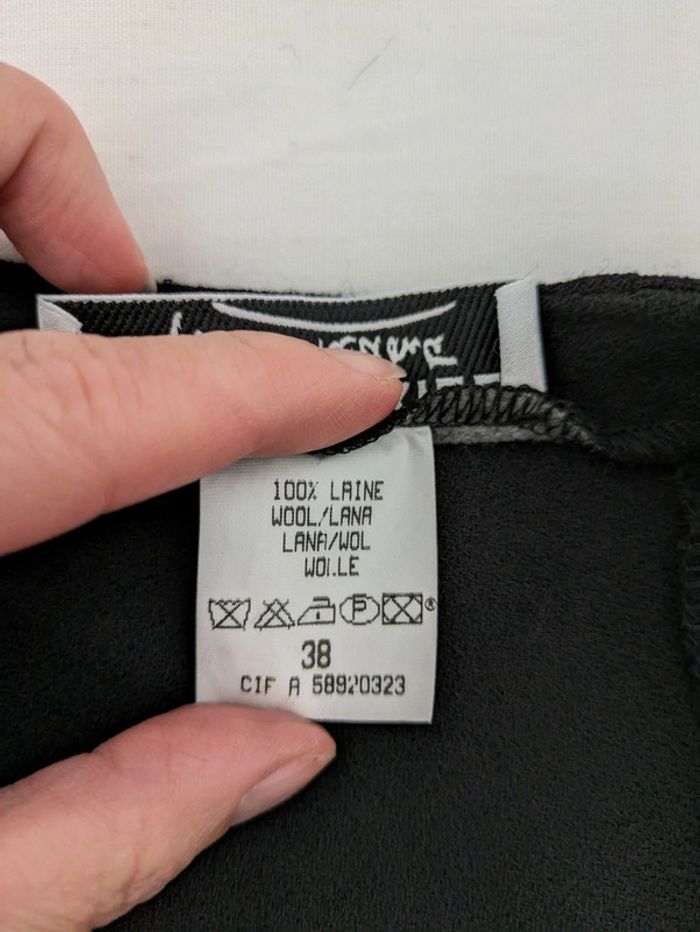 100% LAINE
WOOL/LANA
LANA/WOL
WOLLE
P ®
38
CIF A 58920323